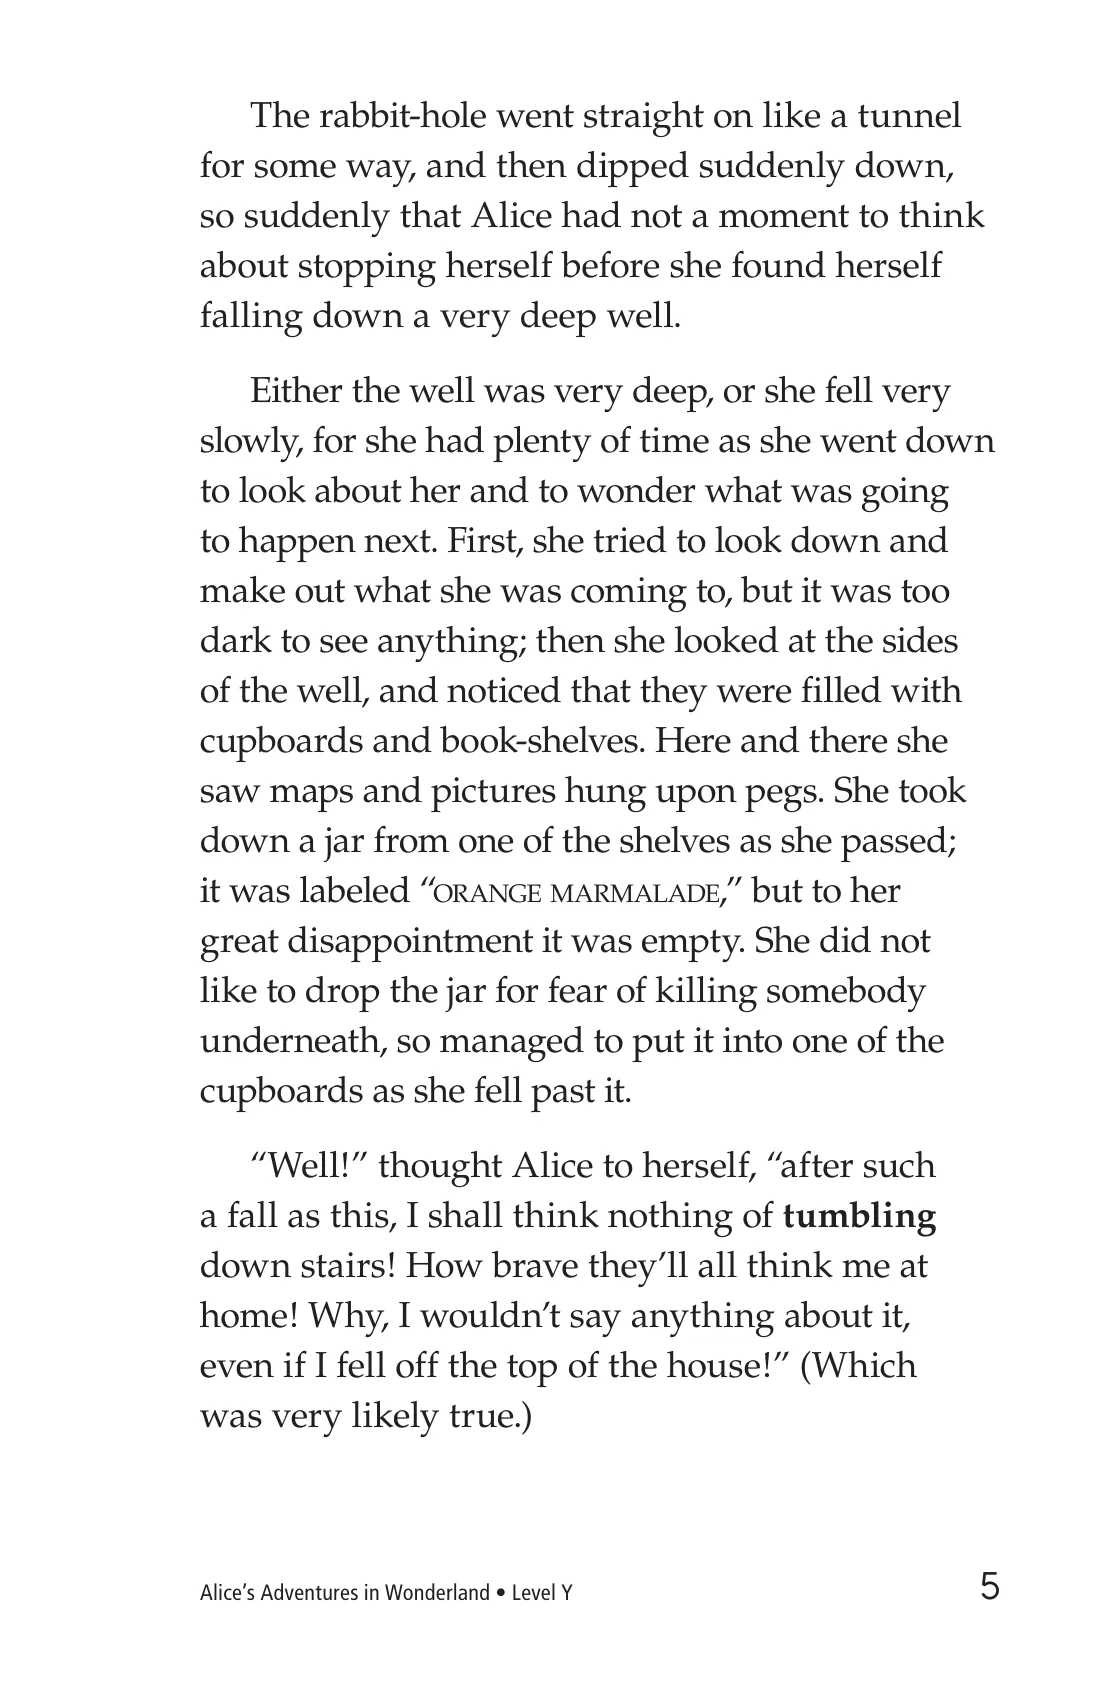 The rabbit-hole went straight on like a tunnel
for some way, and then dipped suddenly down,
so suddenly that Alice had not a moment to think
about stopping herself before she found herself
falling down a very deep well.
Either the well was very deep, or she fell very
slowly, for she had plenty of time as she went down
to look about her and to wonder what was going
to happen next. First, she tried to look down and
make out what she was coming to, but it was too
dark to see anything; then she looked at the sides
of the well, and noticed that they were filled with
cupboards and book-shelves. Here and there she
saw maps and pictures hung upon pegs. She took
down a jar from one of the shelves as she passed;
it was labeled “ORANGE MARMALADE,” but to her
great disappointment it was empty. She did not
like to drop the jar for fear of killing somebody
underneath, so managed to put it into one of the
cupboards as she fell past it.
“Well!” thought Alice to herself, “after such
a fall as this, I shall think nothing of tumbling
down stairs! How brave they’ll all think me at
home! Why, I wouldn’t say anything about it,
even if I fell off the top of the house!” (Which
was very likely true.)
Alice’s Adventures in Wonderland • Level Y
5